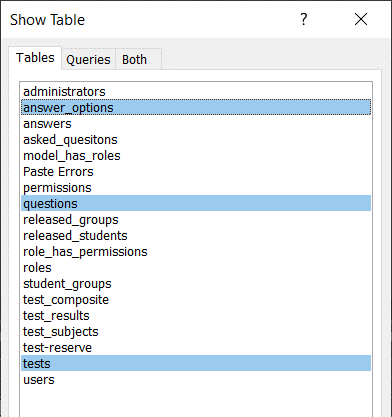 Show Table ?
Tables Queries Both
administrators
answer_options
answers
asked_quesitons
model_has_roles
Paste Errors
permissions
questions
released_groups
released_students
role_has_permissions
roles
student_groups
test_composite
test_results
test_subjects
test-reserve
tests
users